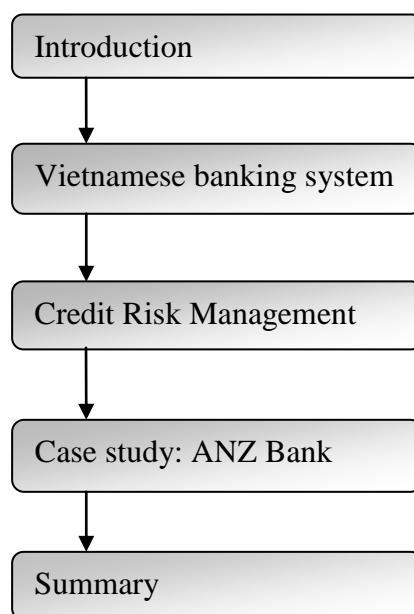 Introduction
Vietnamese banking system
Credit Risk Management
Case study: ANZ Bank
Summary